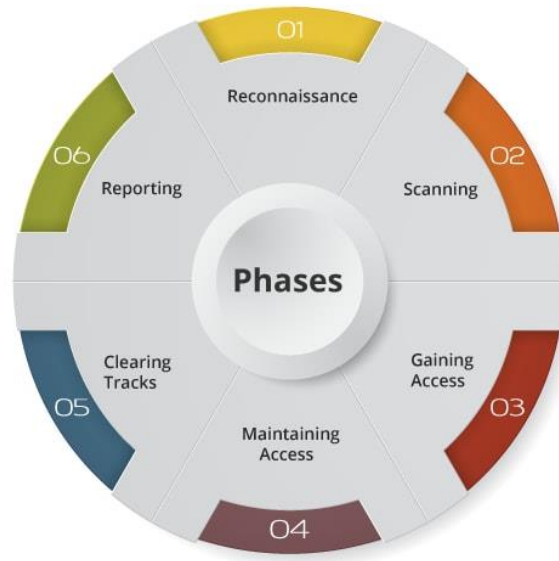 01
Reconnaissance
02
Scanning
03
Gaining
Access
04
Maintaining
Access
05
Clearing
Tracks
06
Reporting
Phases